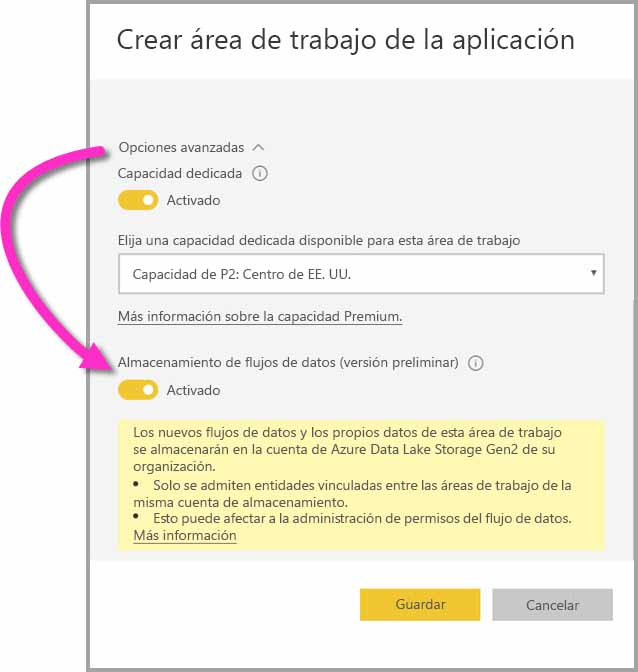 Crear área de trabajo de la aplicación
Opciones avanzadas
Capacidad dedicada
Activado
Elija una capacidad dedicada disponible para esta área de trabajo
Capacidad de P2: Centro de EE. UU.
Más información sobre la capacidad Premium.
Almacenamiento de flujos de datos (versión preliminar)
Activado
Los nuevos flujos de datos y los propios datos de esta área de trabajo
se almacenarán en la cuenta de Azure Data Lake Storage Gen2 de su
organización.
• Solo se admiten entidades vinculadas entre las áreas de trabajo de la
misma cuenta de almacenamiento.
• Esto puede afectar a la administración de permisos del flujo de datos.
Más información
Guardar
Cancelar